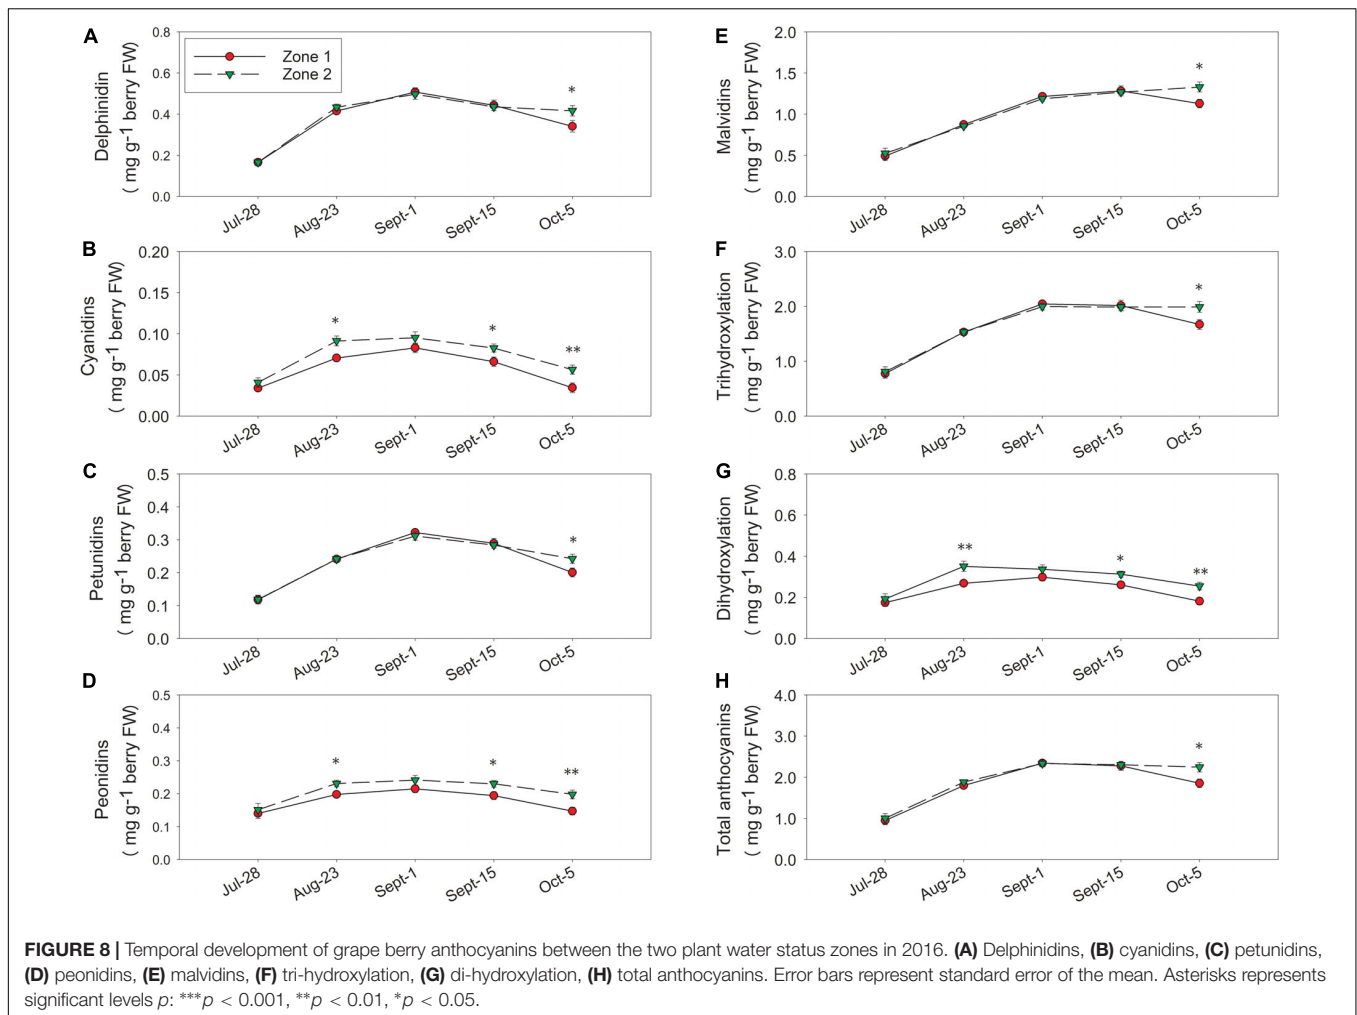 A
Delphinidin
( mg g-1 berry FW)
0.8
0.6
0.4
0.2
0.0
Zone 1
Zone 2
*
Jul-28
Aug-23
Sept-1
Sept-15
Oct-5
B
Cyanidins
( mg g-1 berry FW)
0.20
0.15
0.10
0.05
0.00
*
*
**
Jul-28
Aug-23
Sept-1
Sept-15
Oct-5
C
Petunidins
( mg g-1 berry FW)
0.5
0.4
0.3
0.2
0.1
0.0
*
Jul-28
Aug-23
Sept-1
Sept-15
Oct-5
D
Peonidins
( mg g-1 berry FW)
0.5
0.4
0.3
0.2
0.1
0.0
*
*
**
Jul-28
Aug-23
Sept-1
Sept-15
Oct-5
E
Malvidins
( mg g-1 berry FW)
2.0
1.5
1.0
0.5
0.0
*
Jul-28
Aug-23
Sept-1
Sept-15
Oct-5
F
Trihydroxylation
( mg g-1 berry FW)
3.0
2.0
1.0
0.0
*
Jul-28
Aug-23
Sept-1
Sept-15
Oct-5
G
Dihydroxylation
( mg g-1 berry FW)
0.8
0.6
0.4
0.2
0.0
**
*
**
Jul-28
Aug-23
Sept-1
Sept-15
Oct-5
H
Total anthocyanins
( mg g-1 berry FW)
4.0
3.0
2.0
1.0
0.0
*
Jul-28
Aug-23
Sept-1
Sept-15
Oct-5
FIGURE 8 | Temporal development of grape berry anthocyanins between the two plant water status zones in 2016. (A) Delphinidins, (B) cyanidins, (C) petunidins,
(D) peonidins, (E) malvidins, (F) tri-hydroxylation, (G) di-hydroxylation, (H) total anthocyanins. Error bars represent standard error of the mean. Asterisks represents
significant levels p: ***p < 0.001, **p < 0.01, *p < 0.05.